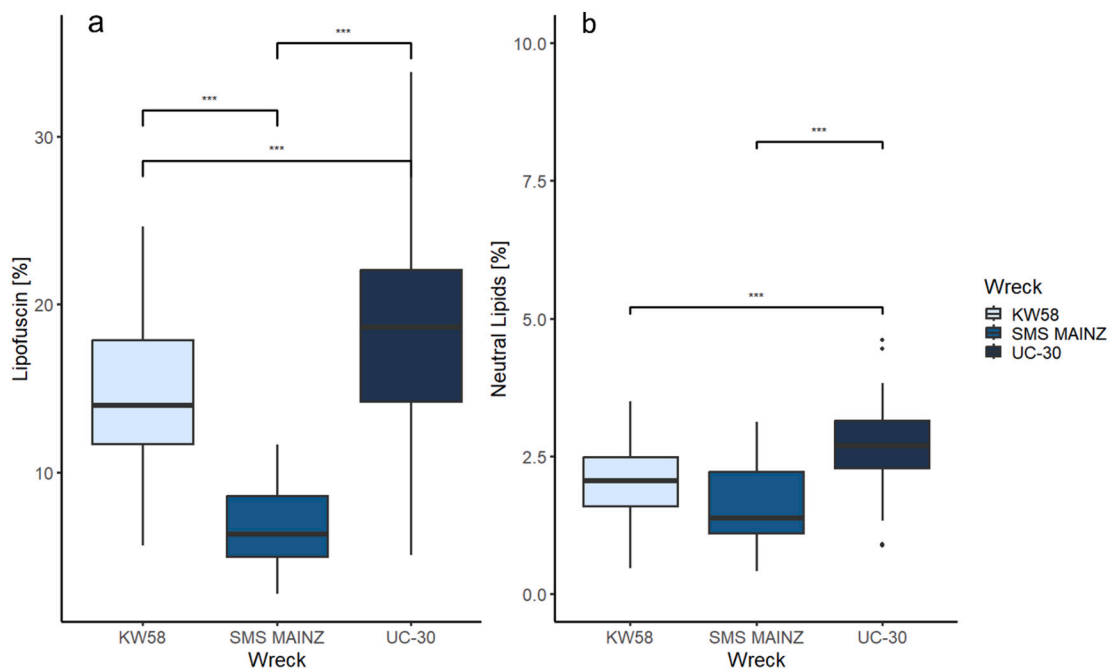 a
***
***
***
30
20
10
Lipofuscin [%]
KW58 SMS MAINZ UC-30
Wreck
b
***
***
10.0
7.5
5.0
2.5
0.0
Neutral Lipids [%]
KW58 SMS MAINZ UC-30
Wreck
Wreck
KW58
SMS MAINZ
UC-30